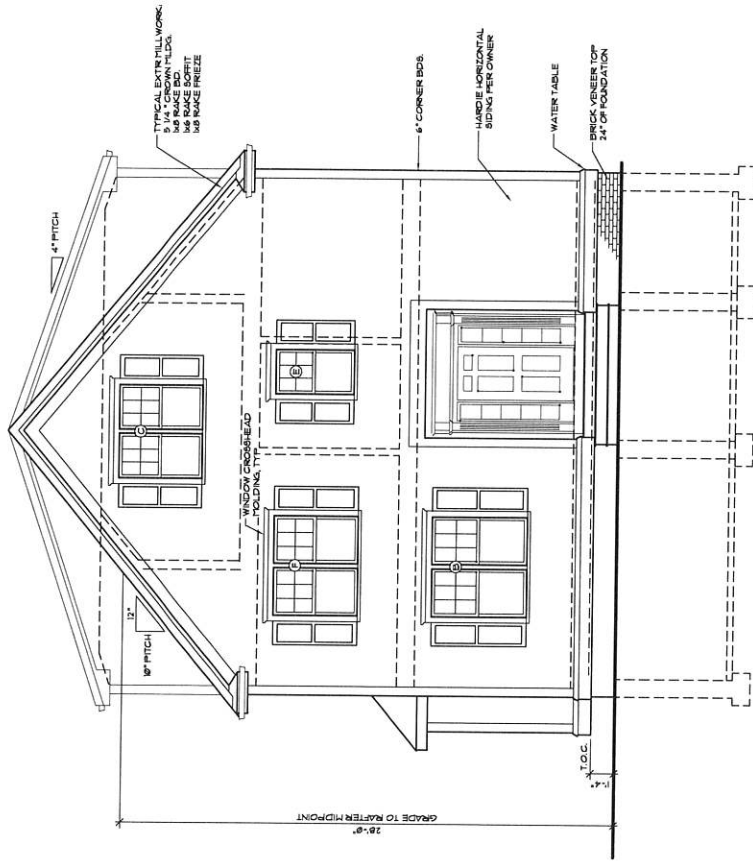 4" PITCH
TYPICAL EXTR MILLWORK:
5 1/4" CROWN MLDG.
1x8 RAKE BD.
1x6 RAKE SOFFIT
1x8 RAKE FRIEZE
12"
10" PITCH
C
WINDOW CROSSHEAD
MOLDING, TYP
F
E
6" CORNER BDS.
HARDIE HORIZONTAL
SIDING PER OWNER
WATER TABLE
BRICK VENEER TOP
24" OF FOUNDATION
T.O.C.
1'-4"
28'-0"
GRADE TO RAFTER MIDPOINT